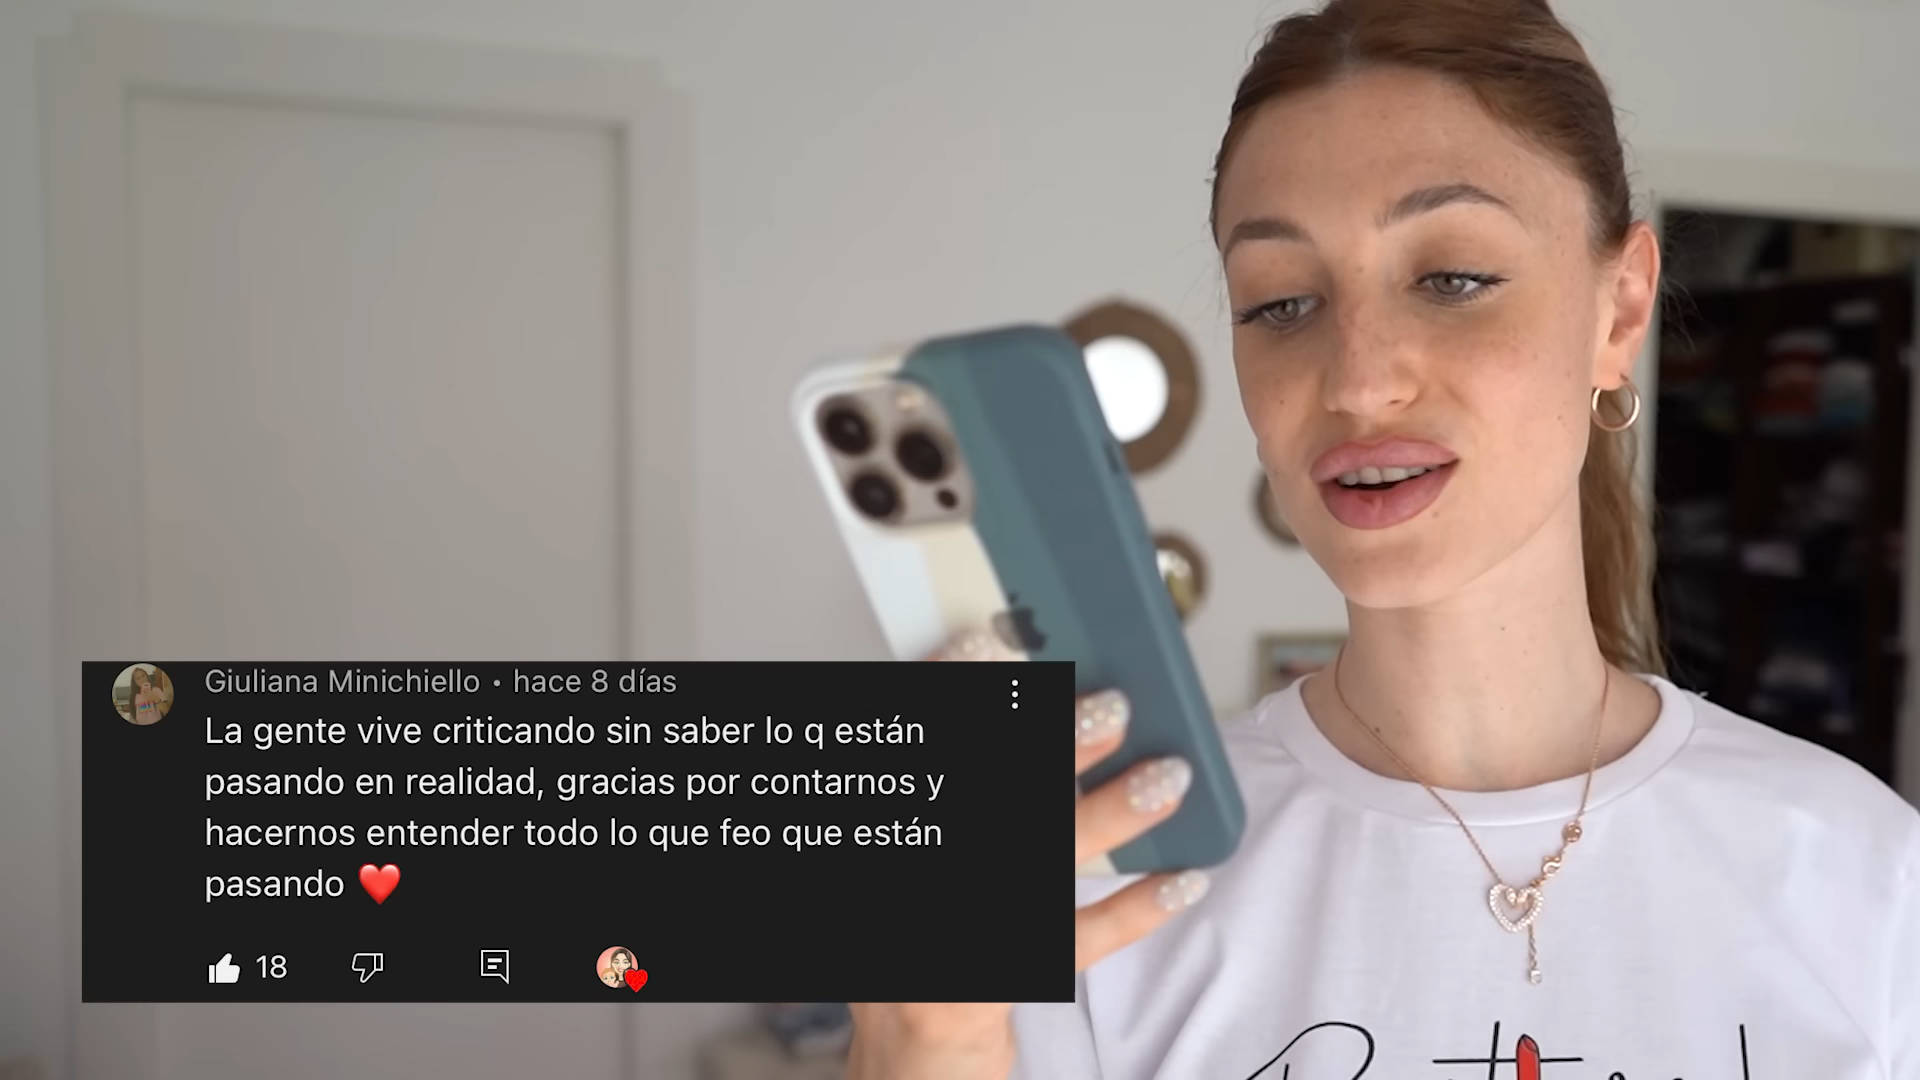 Giuliana Minichiello • hace 8 días
La gente vive criticando sin saber lo q están
pasando en realidad, gracias por contarnos y
hacernos entender todo lo que feo que están
pasando ❤️
18